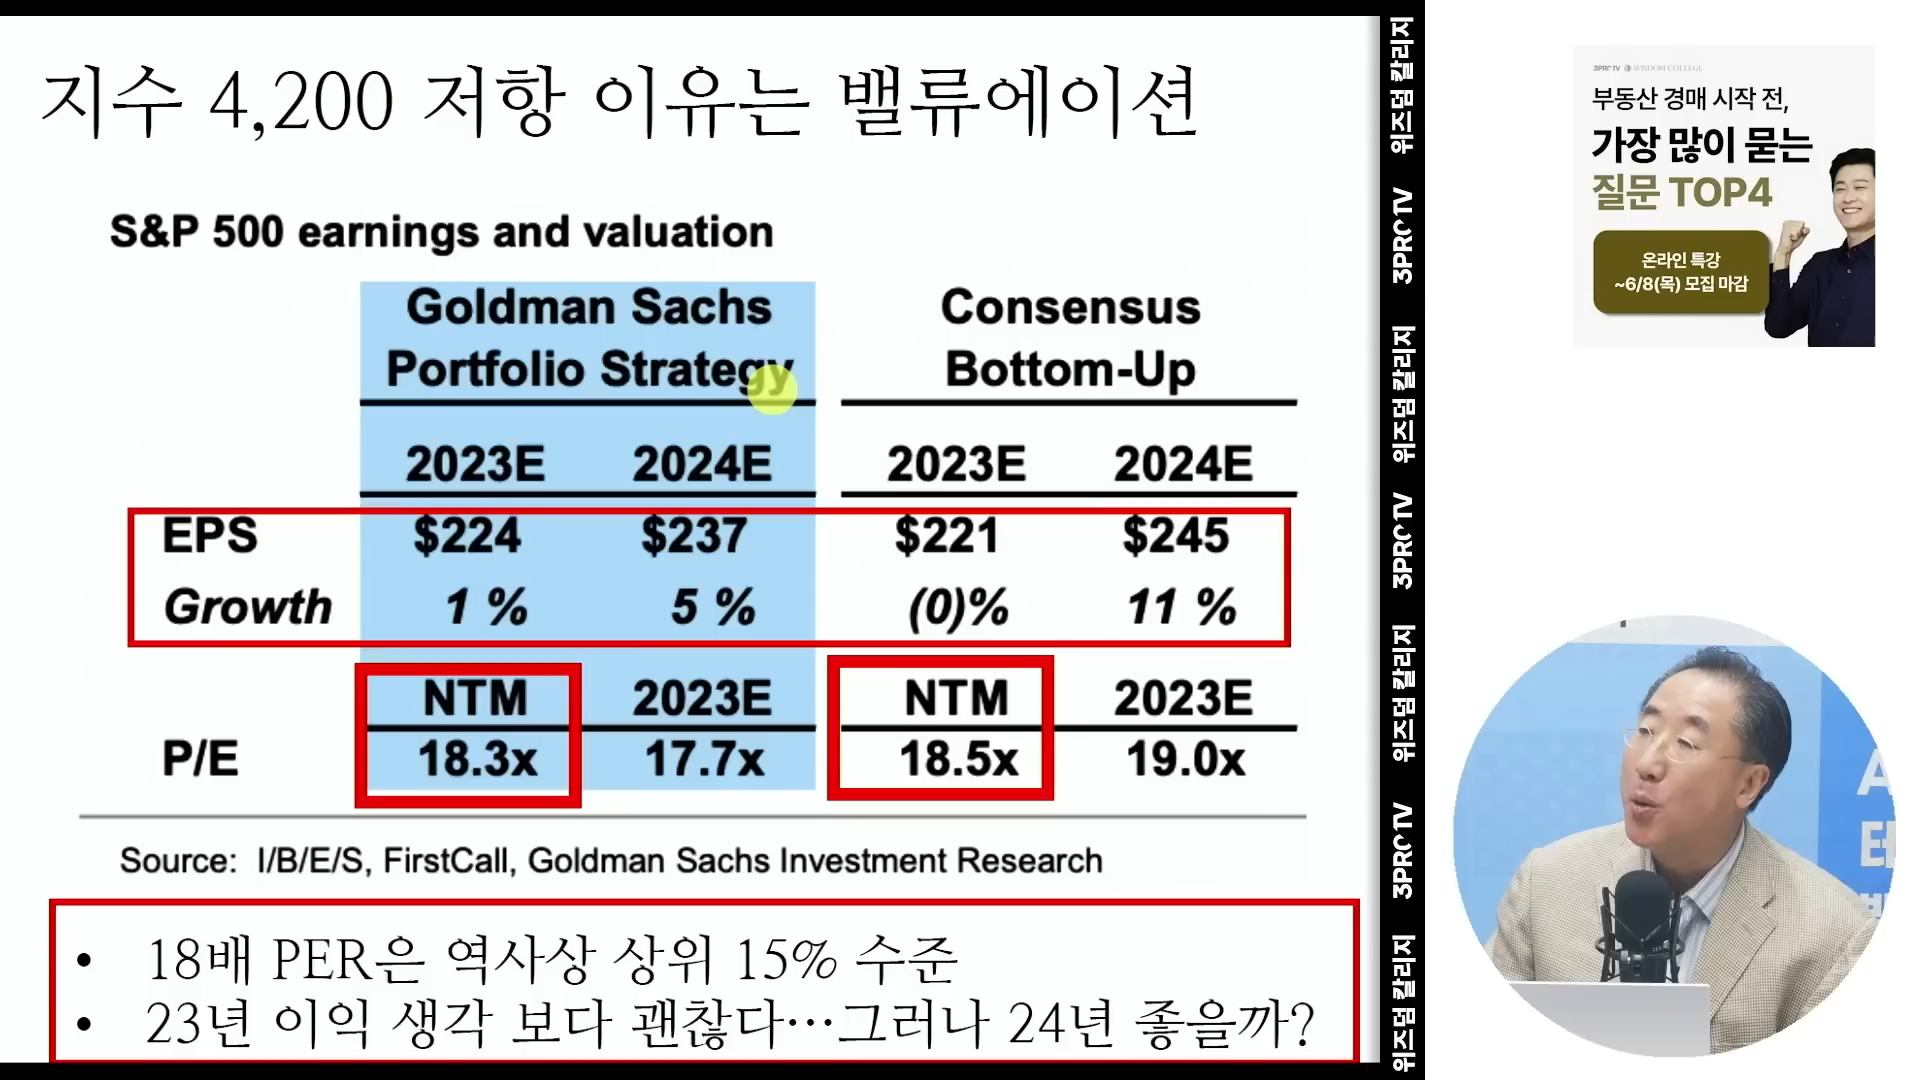 지수 4,200 저항 이유는 밸류에이션
S&P 500 earnings and valuation
Goldman Sachs Consensus
Portfolio Strategy Bottom-Up
2023E 2024E 2023E 2024E
EPS $224 $237 $221 $245
Growth 1 % 5 % (0)% 11 %
NTM 2023E NTM 2023E
P/E 18.3x 17.7x 18.5x 19.0x
Source: I/B/E/S, FirstCall, Goldman Sachs Investment Research
• 18배 PER은 역사상 상위 15% 수준
• 23년 이익 생각 보다 괜찮다…그러나 24년 좋을까?
위즈덤 칼리지
3PROTV
위즈덤 칼리지
3PROTV
위즈덤 칼리지
3PROTV
위즈덤 칼리지
3PROTV WISDOM COLLEGE
부동산 경매 시작 전,
가장 많이 묻는
질문 TOP4
온라인 특강
~6/8(목) 모집 마감